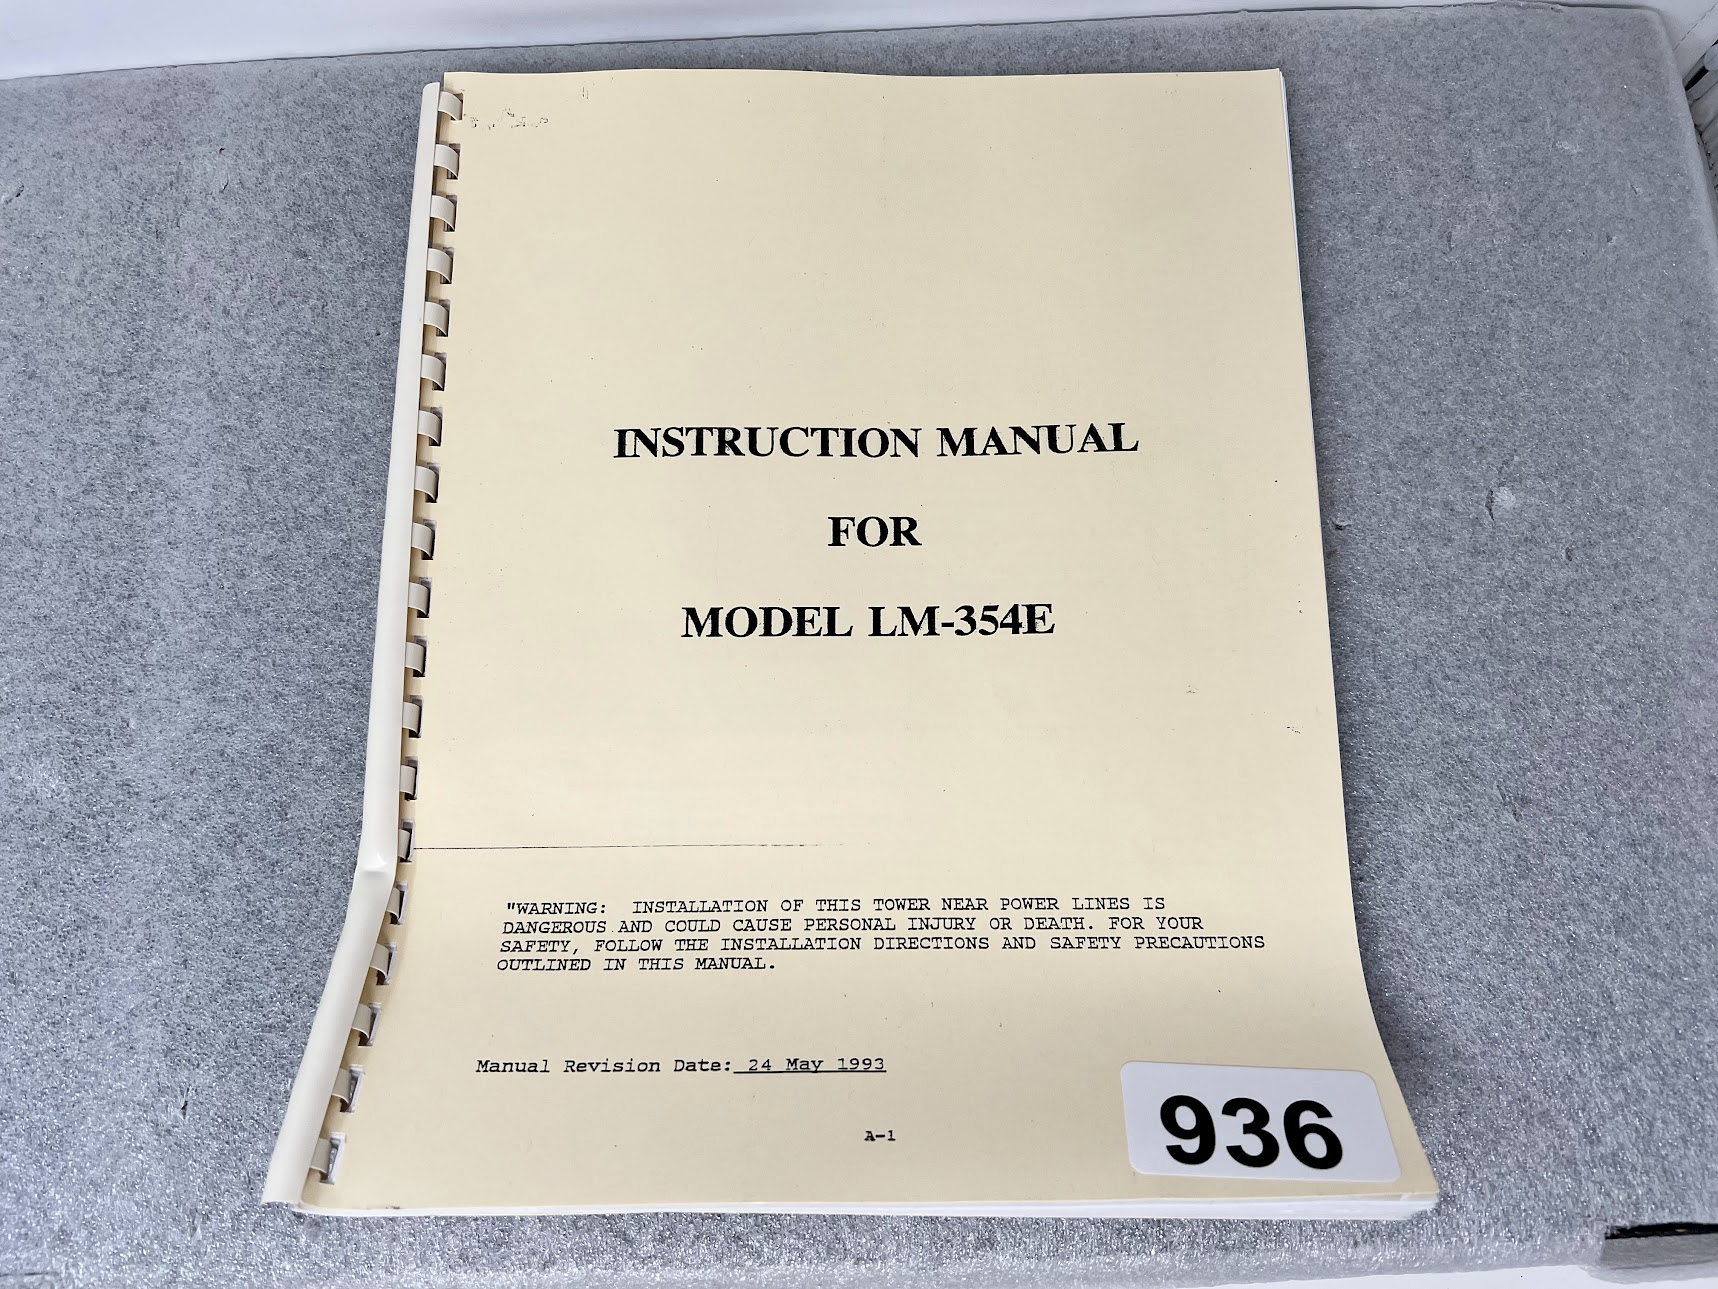 INSTRUCTION MANUAL
FOR
MODEL LM-354E
"WARNING: INSTALLATION OF THIS TOWER NEAR POWER LINES IS
DANGEROUS AND COULD CAUSE PERSONAL INJURY OR DEATH. FOR YOUR
SAFETY, FOLLOW THE INSTALLATION DIRECTIONS AND SAFETY PRECAUTIONS
OUTLINED IN THIS MANUAL.
Manual Revision Date: 24 May 1993
A-1
936